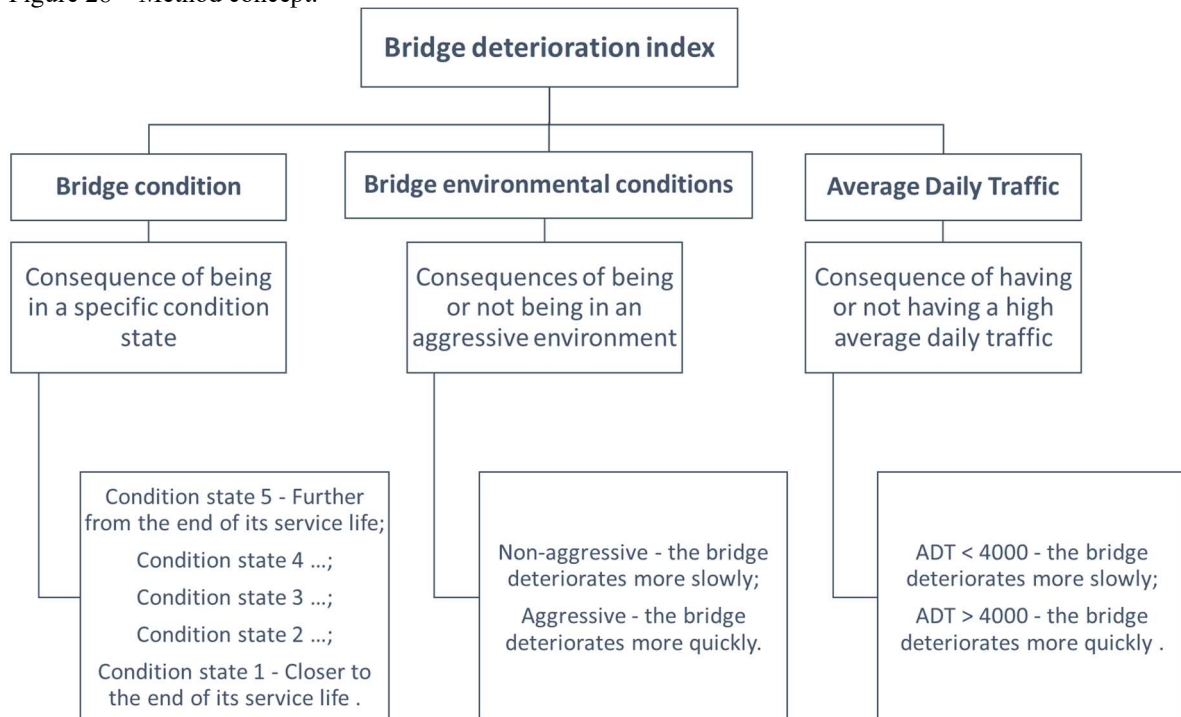 Figure 28 – Method concept.
Bridge deterioration index
Bridge condition
Consequence of being
in a specific condition
state
Condition state 5 - Further
from the end of its service life;
Condition state 4 ...;
Condition state 3 ...;
Condition state 2 ...;
Condition state 1 - Closer to
the end of its service life .
Bridge environmental conditions
Consequences of being
or not being in an
aggressive environment
Non-aggressive - the bridge
deteriorates more slowly;
Aggressive - the bridge
deteriorates more quickly.
Average Daily Traffic
Consequence of having
or not having a high
average daily traffic
ADT < 4000 - the bridge
deteriorates more slowly;
ADT > 4000 - the bridge
deteriorates more quickly .